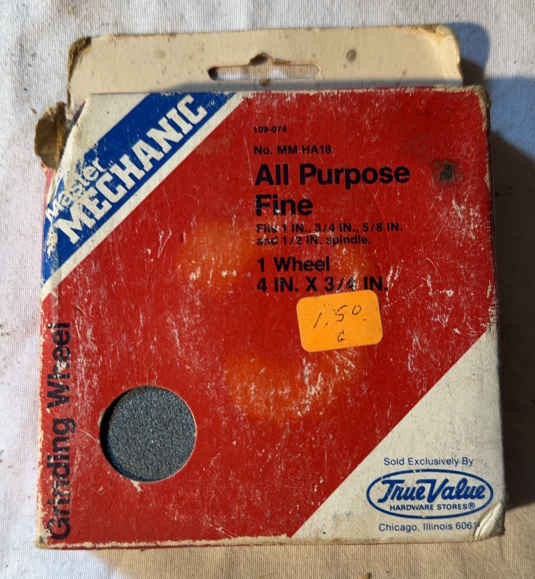 Master
MECHANIC
109-074
No. MM HA18
All Purpose
Fine
Fits 1 IN., 3/4 IN., 5/8 IN.
and 1/2 IN. spindle.
1 Wheel
4 IN. X 3/4 IN.
1.50
c
Grinding Wheel
Sold Exclusively By
True Value
HARDWARE STORES®
Chicago, Illinois